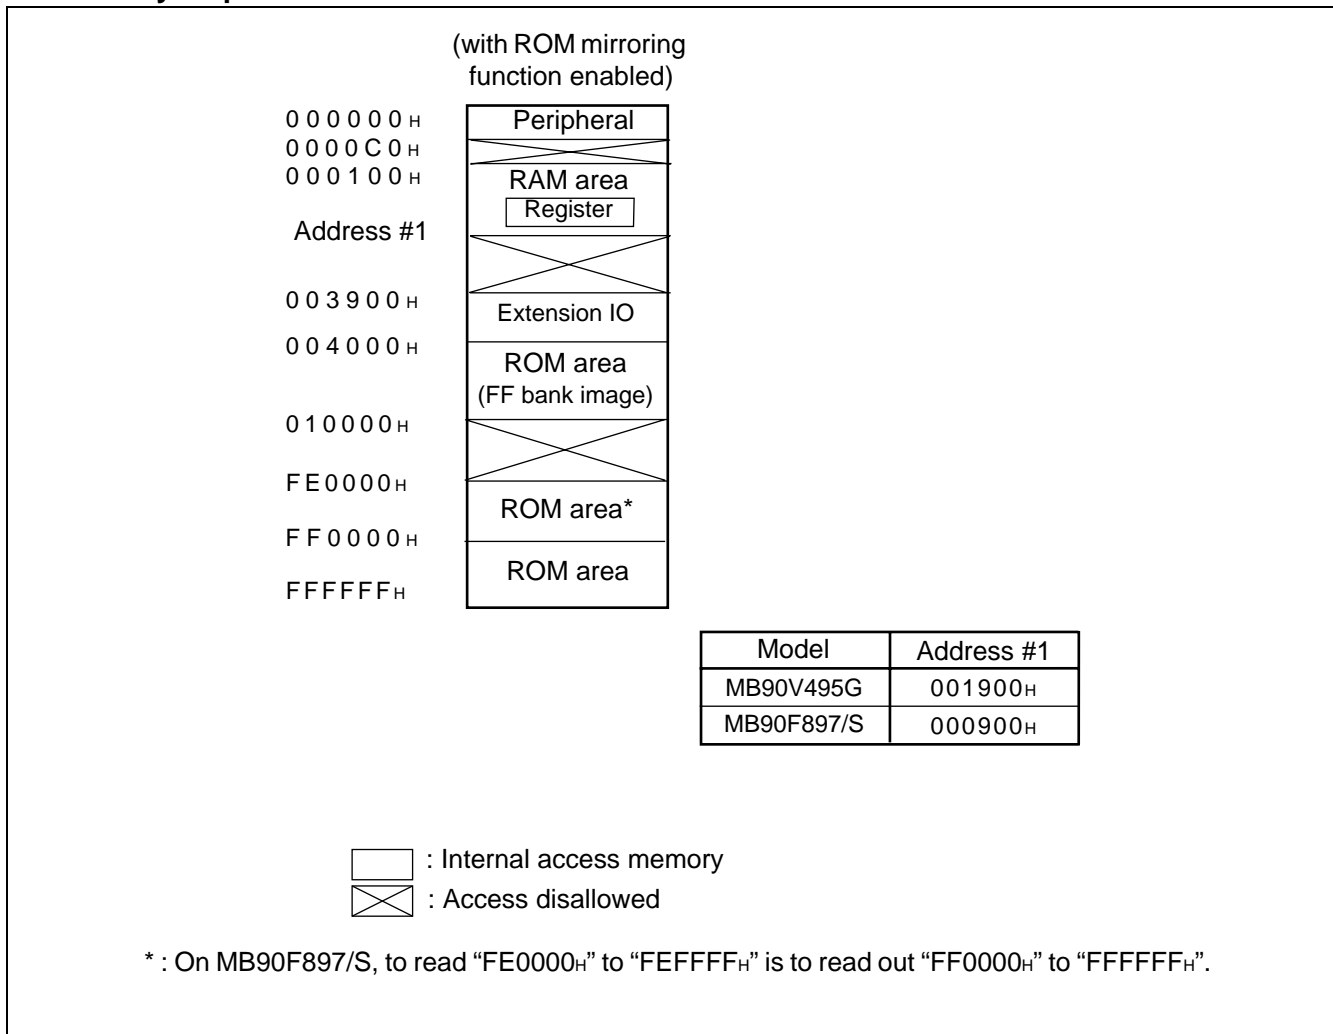 (with ROM mirroring
function enabled)
000000H
Peripheral
0000C0H
000100H
RAM area
Register
Address #1
003900H
Extension IO
004000H
ROM area
(FF bank image)
010000H
FE0000H
ROM area*
FF0000H
ROM area
FFFFFFH
Model Address #1
MB90V495G 001900H
MB90F897/S 000900H
: Internal access memory
: Access disallowed
* : On MB90F897/S, to read “FE0000H” to “FEFFFFH” is to read out “FF0000H” to “FFFFFFH”.